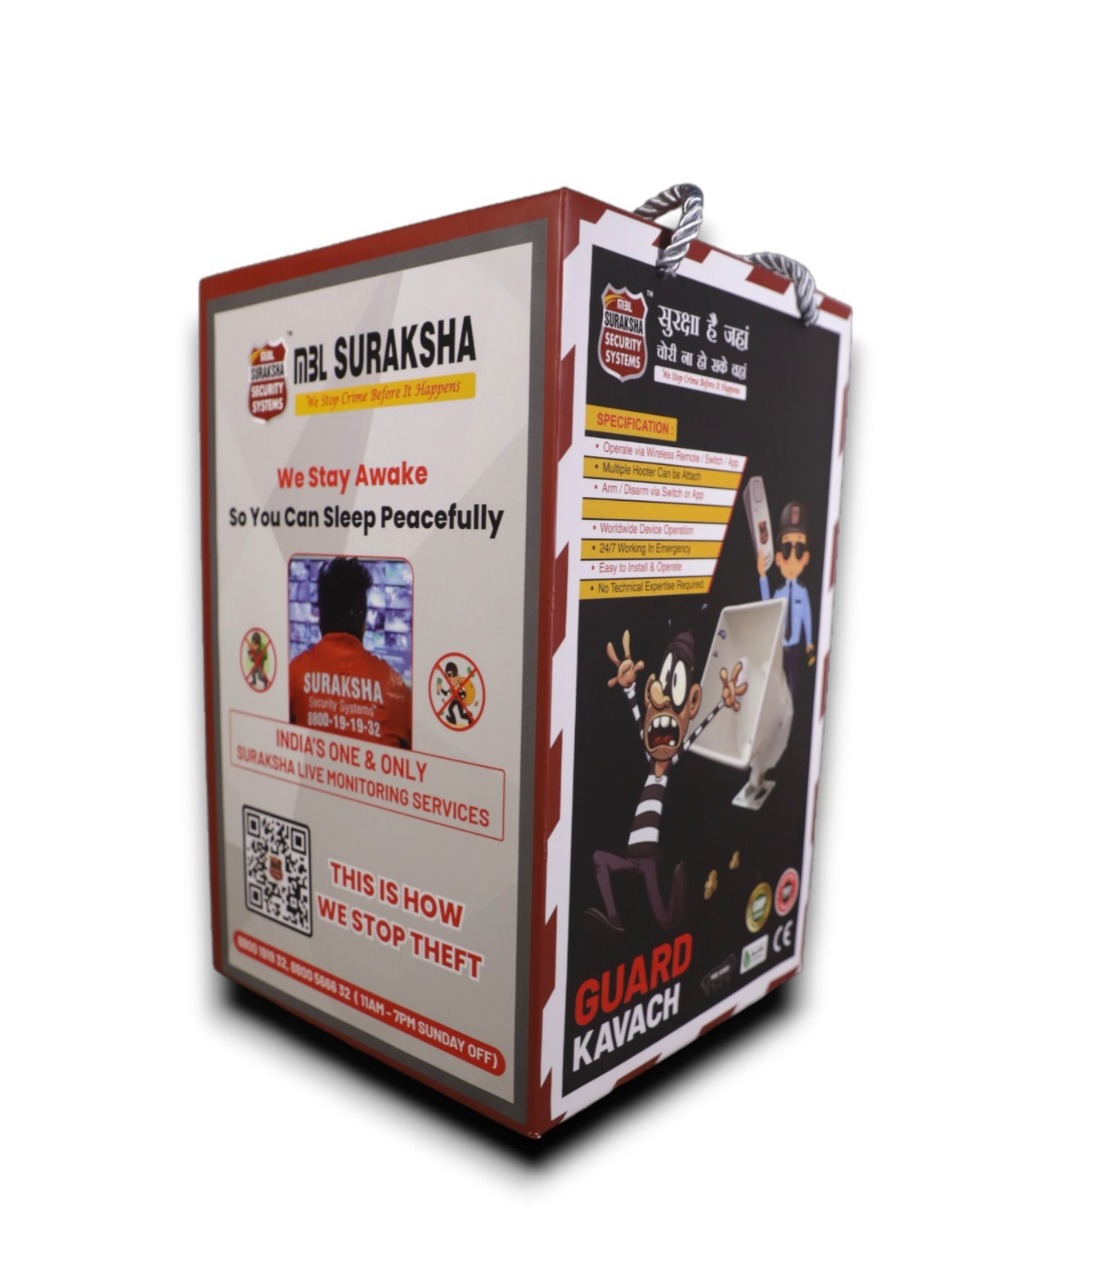 MBL
SURAKSHA
SECURITY
SYSTEMS
TM
MBL SURAKSHA
We Stop Crime Before It Happens
We Stay Awake
So You Can Sleep Peacefully
SURAKSHA
Security Systems
8800-19-19-32
INDIA'S ONE & ONLY
SURAKSHA LIVE MONITORING SERVICES
THIS IS HOW
WE STOP THEFT
8800 1919 32, 8800 5666 32 ( 11AM - 7PM SUNDAY OFF)
MBL
SURAKSHA
SECURITY
SYSTEMS
TM
सुरक्षा है जहां
चोरी ना हो सके वहां
We Stop Crime Before It Happens
SPECIFICATION :
• Operate via Wireless Remote / Switch / App
• Multiple Hooter Can be Attach
• Arm / Disarm via Switch or App
• Worldwide Device Operation
• 24/7 Working In Emergency
• Easy to Install & Operate
• No Technical Expertise Required.
GUARD
KAVACH
CE